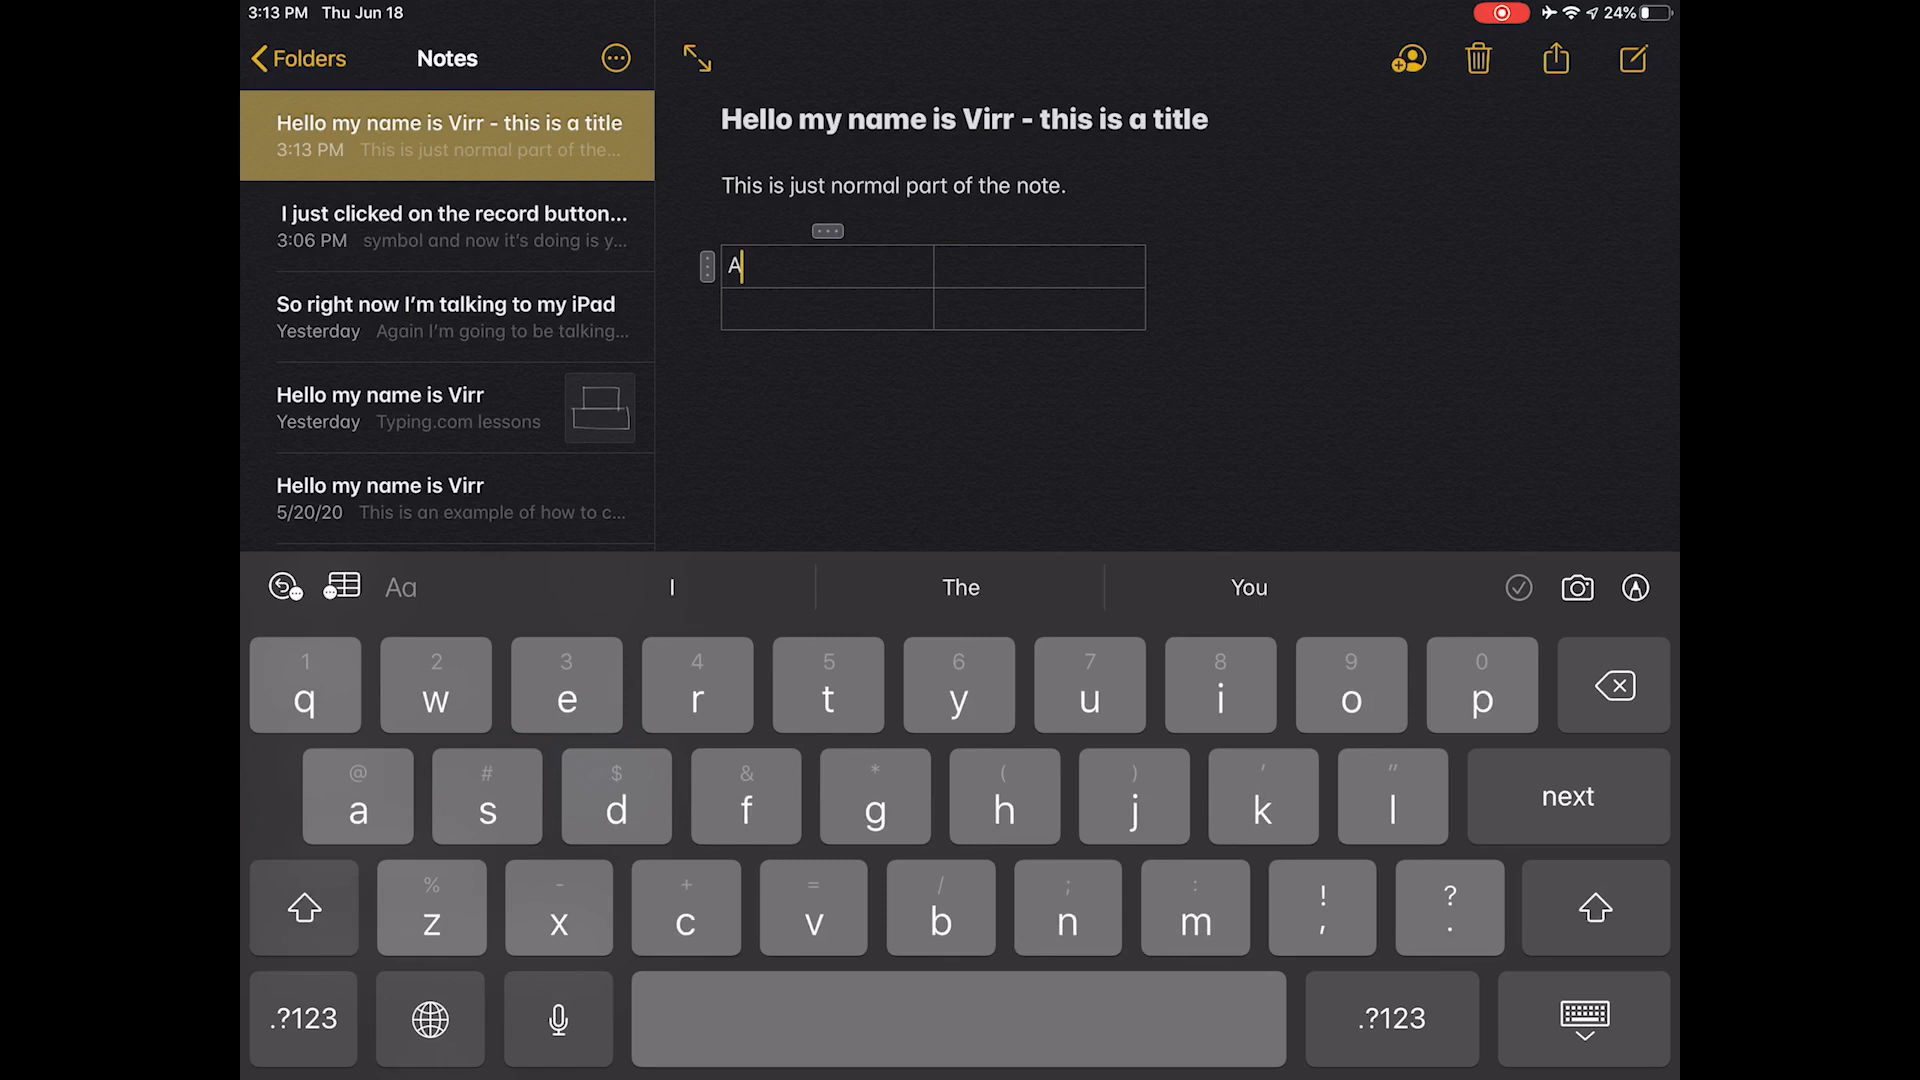 3:13 PM Thu Jun 18
24%
Folders
Notes
Hello my name is Virr - this is a title
3:13 PM This is just normal part of the...
I just clicked on the record button...
3:06 PM symbol and now it's doing is y...
So right now I'm talking to my iPad
Yesterday Again I'm going to be talking...
Hello my name is Virr
Yesterday Typing.com lessons
Hello my name is Virr
5/20/20 This is an example of how to c...
Hello my name is Virr - this is a title
This is just normal part of the note.
A
Aa I The You
1 2 3 4 5 6 7 8 9 0
q w e r t y u i o p
@ # $ & * ( ) ' "
a s d f g h j k l next
% - + = / ; : ! ?
z x c v b n m , .
.?123 .?123